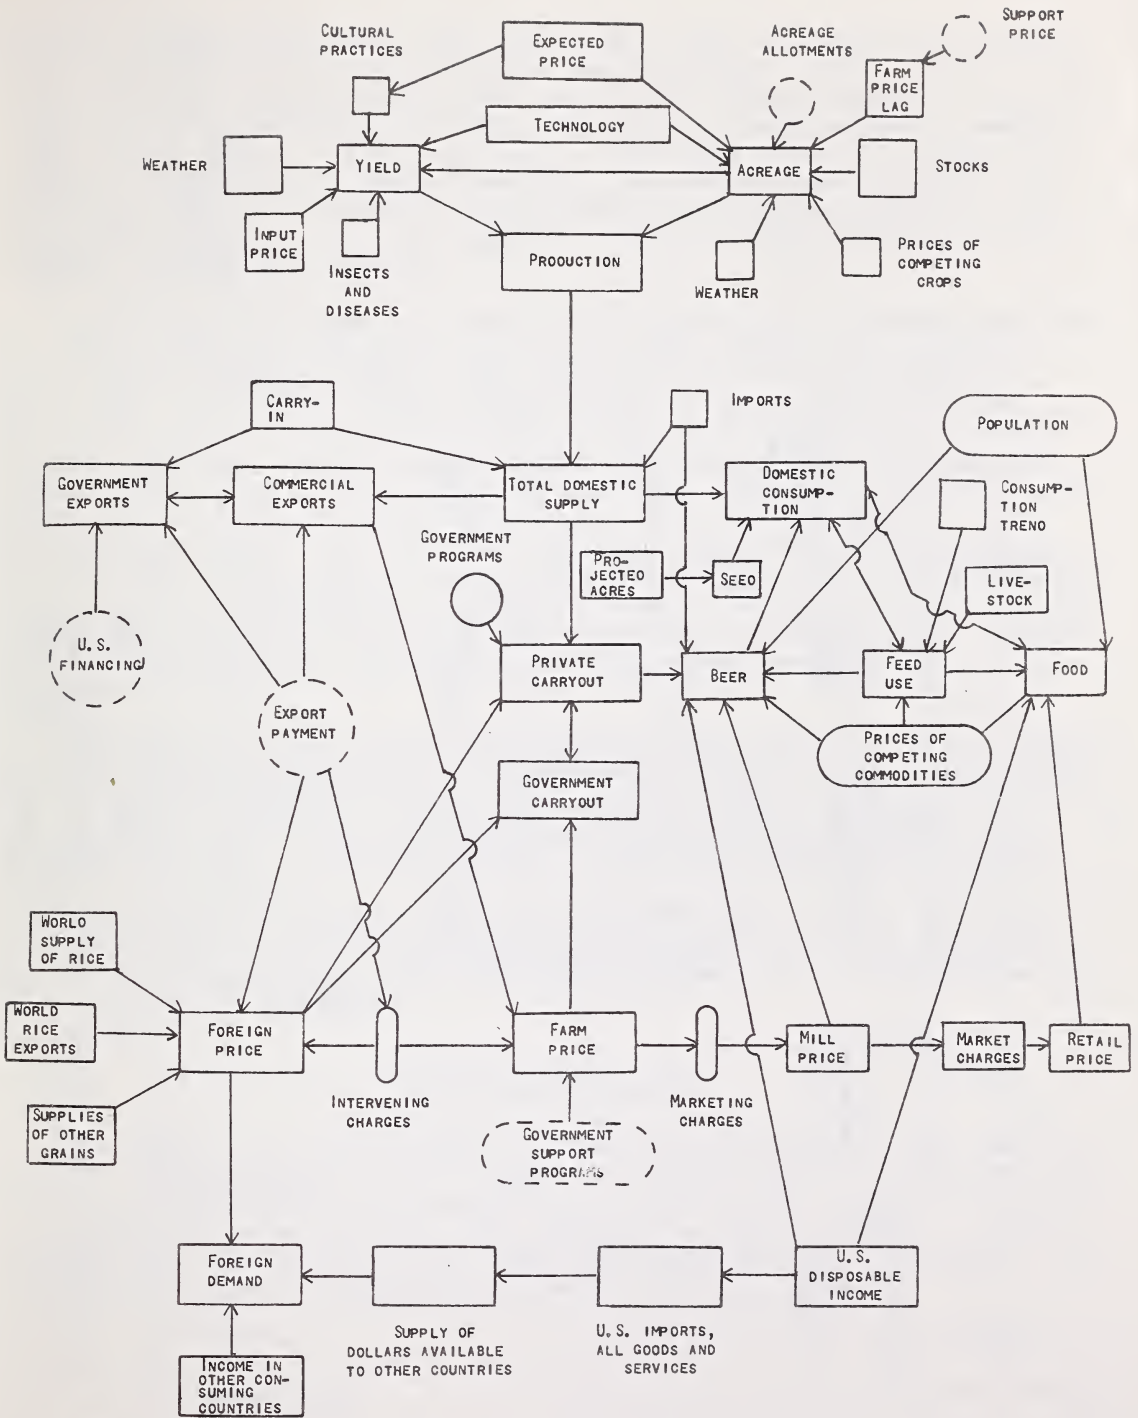 SUPPORT
PRICE
CULTURAL
PRACTICES
EXPECTED
PRICE
ACREAGE
ALLOTMENTS
FARM
PRICE
LAG
TECHNOLOGY
WEATHER
YIELD
ACREAGE
STOCKS
INPUT
PRICE
INSECTS
AND
DISEASES
PRODUCTION
WEATHER
PRICES OF
COMPETING
CROPS
CARRY-
IN
IMPORTS
POPULATION
GOVERNMENT
EXPORTS
COMMERCIAL
EXPORTS
TOTAL DOMESTIC
SUPPLY
DOMESTIC
CONSUMP-
TION
CONSUMP-
TION TRENO
GOVERNMENT
PROGRAMS
PRO-
JECTED
ACRES
SEEO
LIVE-
STOCK
U.S.
FINANCING
PRIVATE
CARRYOUT
BEER
FEED
USE
FOOD
EXPORT
PAYMENT
PRICES OF
COMPETING
COMMODITIES
GOVERNMENT
CARRYOUT
WORLD
SUPPLY
OF RICE
WORLD
RICE
EXPORTS
FOREIGN
PRICE
FARM
PRICE
MILL
PRICE
MARKET
CHARGES
RETAIL
PRICE
SUPPLIES
OF OTHER
GRAINS
INTERVENING
CHARGES
MARKETING
CHARGES
GOVERNMENT
SUPPORT
PROGRAMS
FOREIGN
DEMAND
U.S.
DISPOSABLE
INCOME
SUPPLY OF
DOLLARS AVAILABLE
TO OTHER COUNTRIES
U.S. IMPORTS,
ALL GOODS AND
SERVICES
INCOME IN
OTHER CON-
SUMING
COUNTRIES